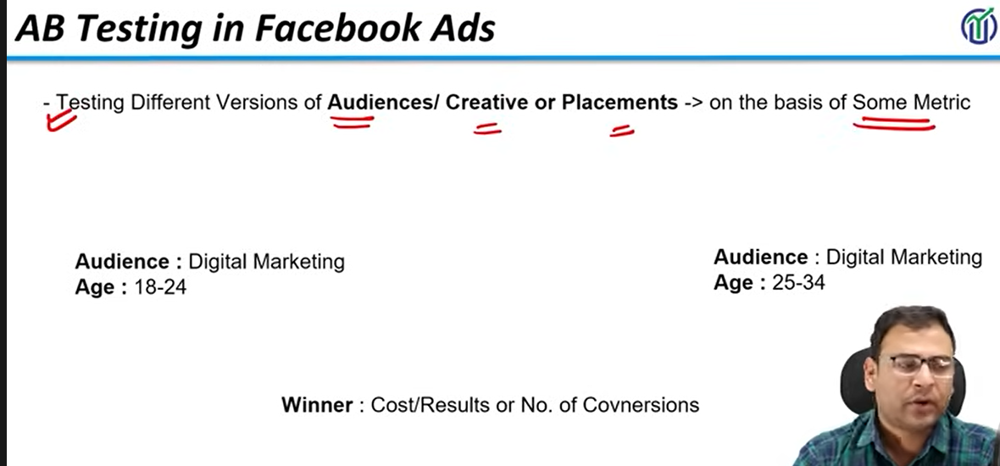 AB Testing in Facebook Ads
- Testing Different Versions of Audiences/ Creative or Placements -> on the basis of Some Metric
Audience : Digital Marketing
Age : 18-24
Audience : Digital Marketing
Age : 25-34
Winner : Cost/Results or No. of Covnersions